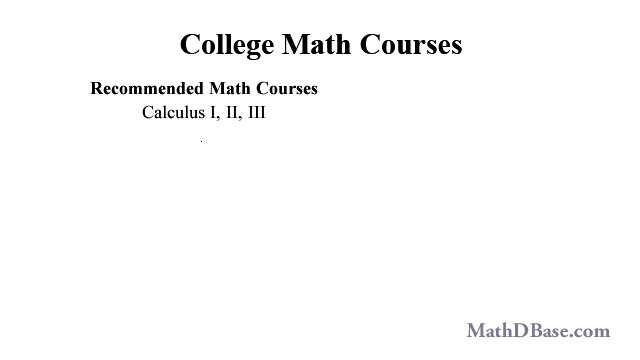 College Math Courses
Recommended Math Courses
Calculus I, II, III
MathDBase.com